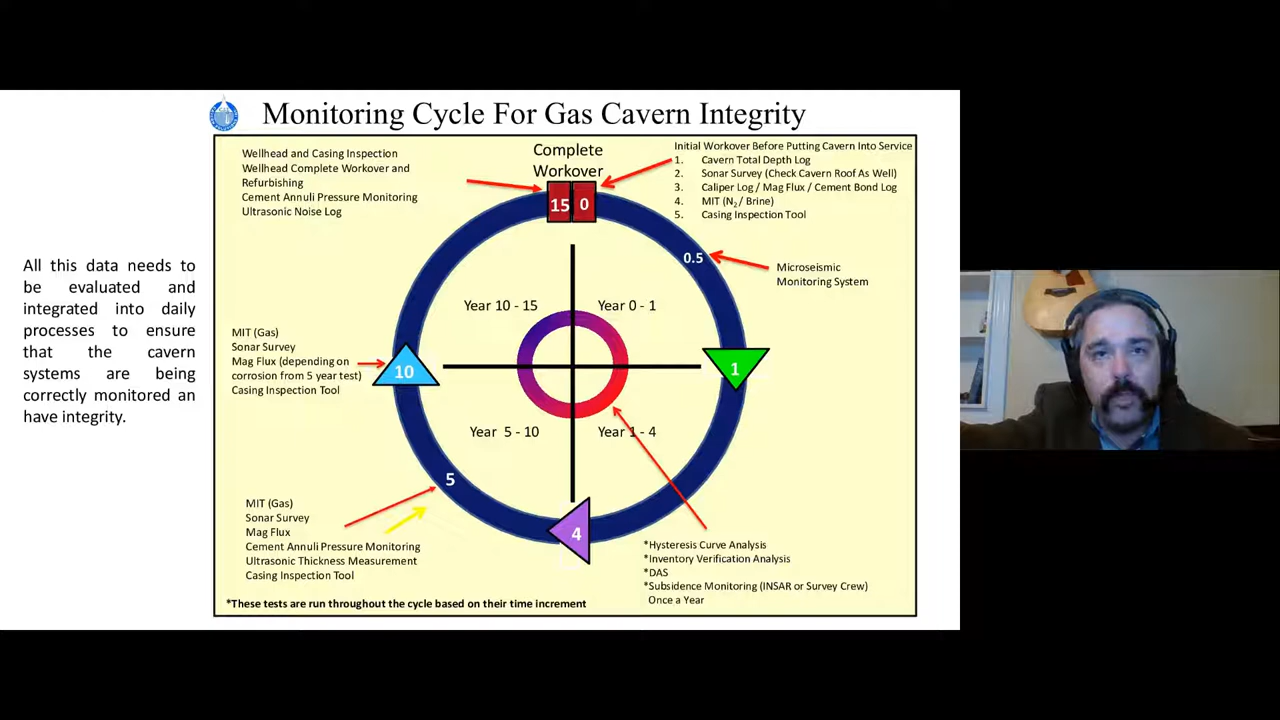 Monitoring Cycle For Gas Cavern Integrity
All this data needs to
be evaluated and
integrated into daily
processes to ensure
that the cavern
systems are being
correctly monitored an
have integrity.
Wellhead and Casing Inspection
Wellhead Complete Workover and
Refurbishing
Cement Annuli Pressure Monitoring
Ultrasonic Noise Log
Complete
Workover
Initial Workover Before Putting Cavern Into Service
1. Cavern Total Depth Log
2. Sonar Survey (Check Cavern Roof As Well)
3. Caliper Log / Mag Flux / Cement Bond Log
4. MIT (N2 / Brine)
5. Casing Inspection Tool
15 0
0.5
Microseismic
Monitoring System
Year 10 - 15
Year 0 - 1
MIT (Gas)
Sonar Survey
Mag Flux (depending on
corrosion from 5 year test)
Casing Inspection Tool
10
1
Year 5 - 10
Year 1 - 4
5
4
MIT (Gas)
Sonar Survey
Mag Flux
Cement Annuli Pressure Monitoring
Ultrasonic Thickness Measurement
Casing Inspection Tool
*Hysteresis Curve Analysis
*Inventory Verification Analysis
*DAS
*Subsidence Monitoring (INSAR or Survey Crew)
Once a Year
*These tests are run throughout the cycle based on their time increment